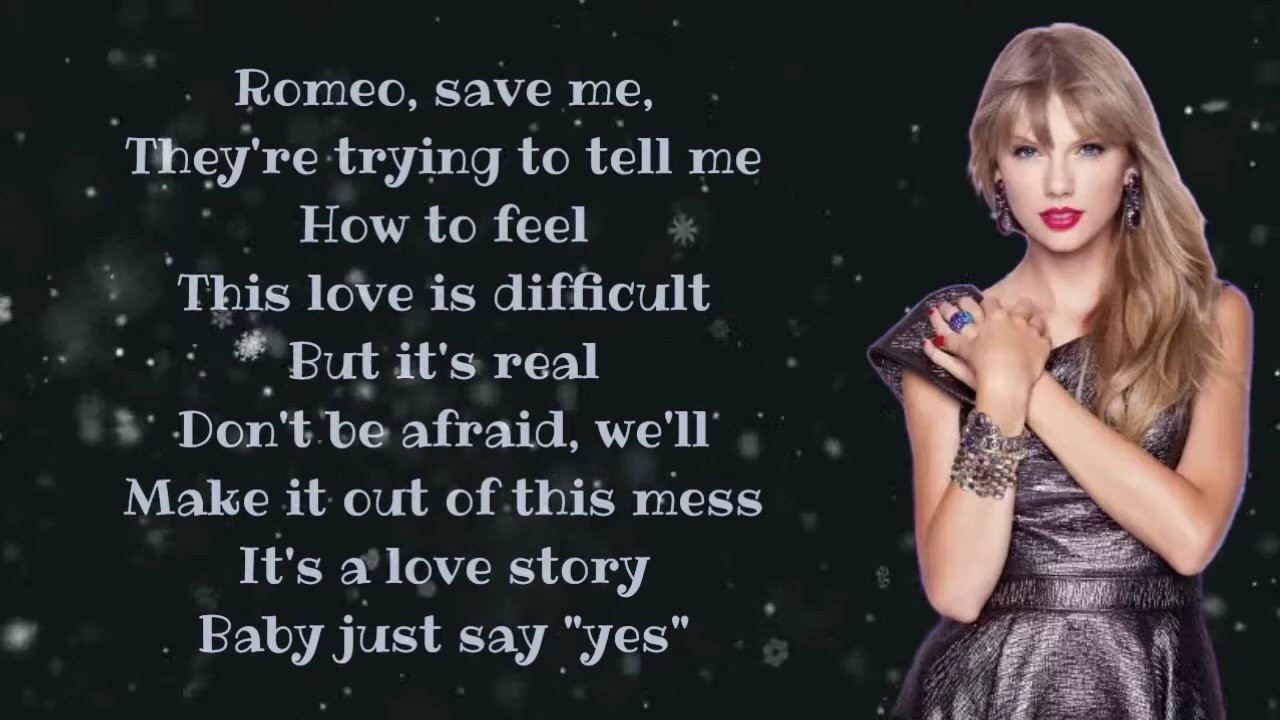 Romeo, save me,
They're trying to tell me
How to feel
This love is difficult
But it's real
Don't be afraid, we'll
Make it out of this mess
It's a love story
Baby just say "yes"